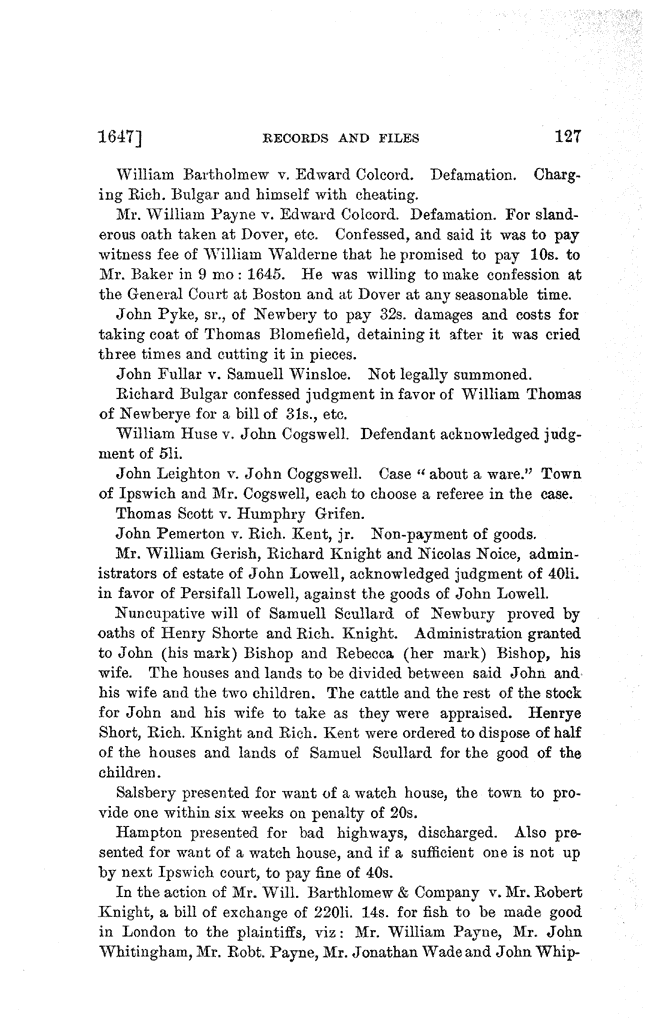 1647] RECORDS AND FILES 127
William Bartholmew v. Edward Colcord. Defamation. Charg-
ing Rich. Bulgar and himself with cheating.
Mr. William Payne v. Edward Colcord. Defamation. For sland-
erous oath taken at Dover, etc. Confessed, and said it was to pay
witness fee of William Walderne that he promised to pay 10s. to
Mr. Baker in 9 mo : 1645. He was willing to make confession at
the General Court at Boston and at Dover at any seasonable time.
John Pyke, sr., of Newbery to pay 32s. damages and costs for
taking coat of Thomas Blomefield, detaining it after it was cried
three times and cutting it in pieces.
John Fullar v. Samuell Winsloe. Not legally summoned.
Richard Bulgar confessed judgment in favor of William Thomas
of Newberye for a bill of 31s., etc.
William Huse v. John Cogswell. Defendant acknowledged judg-
ment of 5li.
John Leighton v. John Coggswell. Case " about a ware." Town
of Ipswich and Mr. Cogswell, each to choose a referee in the case.
Thomas Scott v. Humphry Grifen.
John Pemerton v. Rich. Kent, jr. Non-payment of goods.
Mr. William Gerish, Richard Knight and Nicolas Noice, admin-
istrators of estate of John Lowell, acknowledged judgment of 40li.
in favor of Persifall Lowell, against the goods of John Lowell.
Nuncupative will of Samuell Scullard of Newbury proved by
oaths of Henry Shorte and Rich. Knight. Administration granted
to John (his mark) Bishop and Rebecca (her mark) Bishop, his
wife. The houses and lands to be divided between said John and
his wife and the two children. The cattle and the rest of the stock
for John and his wife to take as they were appraised. Henrye
Short, Rich. Knight and Rich. Kent were ordered to dispose of half
of the houses and lands of Samuel Scullard for the good of the
children.
Salsbery presented for want of a watch house, the town to pro-
vide one within six weeks on penalty of 20s.
Hampton presented for bad highways, discharged. Also pre-
sented for want of a watch house, and if a sufficient one is not up
by next Ipswich court, to pay fine of 40s.
In the action of Mr. Will. Barthlomew & Company v. Mr. Robert
Knight, a bill of exchange of 220li. 14s. for fish to be made good
in London to the plaintiffs, viz : Mr. William Payne, Mr. John
Whitingham, Mr. Robt. Payne, Mr. Jonathan Wade and John Whip-